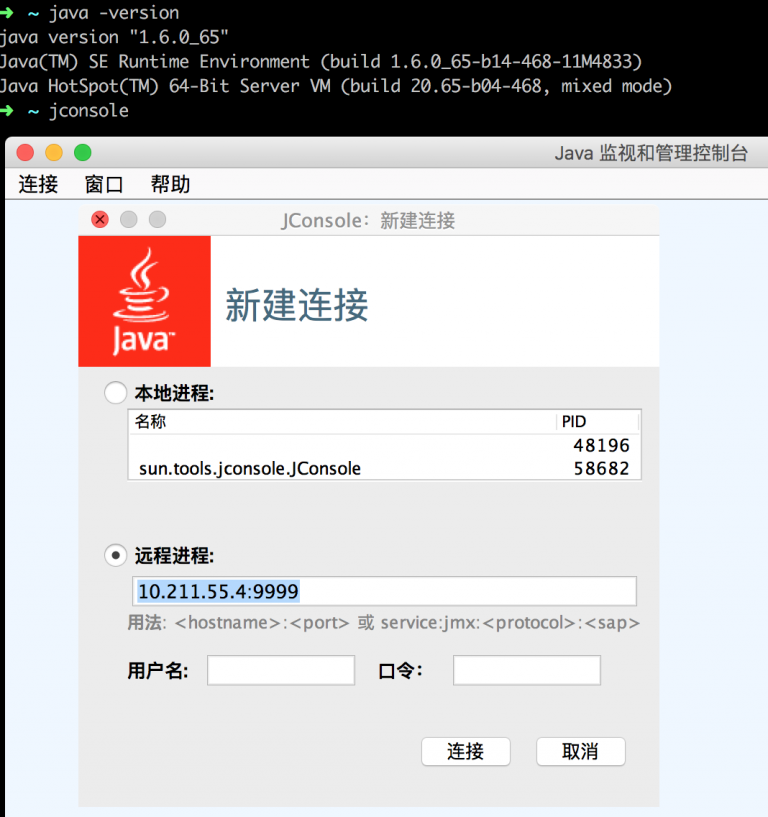 ➜ ~ java -version
java version "1.6.0_65"
Java(TM) SE Runtime Environment (build 1.6.0_65-b14-468-11M4833)
Java HotSpot(TM) 64-Bit Server VM (build 20.65-b04-468, mixed mode)
➜ ~ jconsole
Java 监视和管理控制台
连接 窗口 帮助
JConsole: 新建连接
Java™
新建连接
本地进程:
名称 PID
48196
sun.tools.jconsole.JConsole 58682
远程进程:
10.211.55.4:9999
用法: <hostname>:<port> 或 service:jmx:<protocol>:<sap>
用户名: 口令:
连接 取消